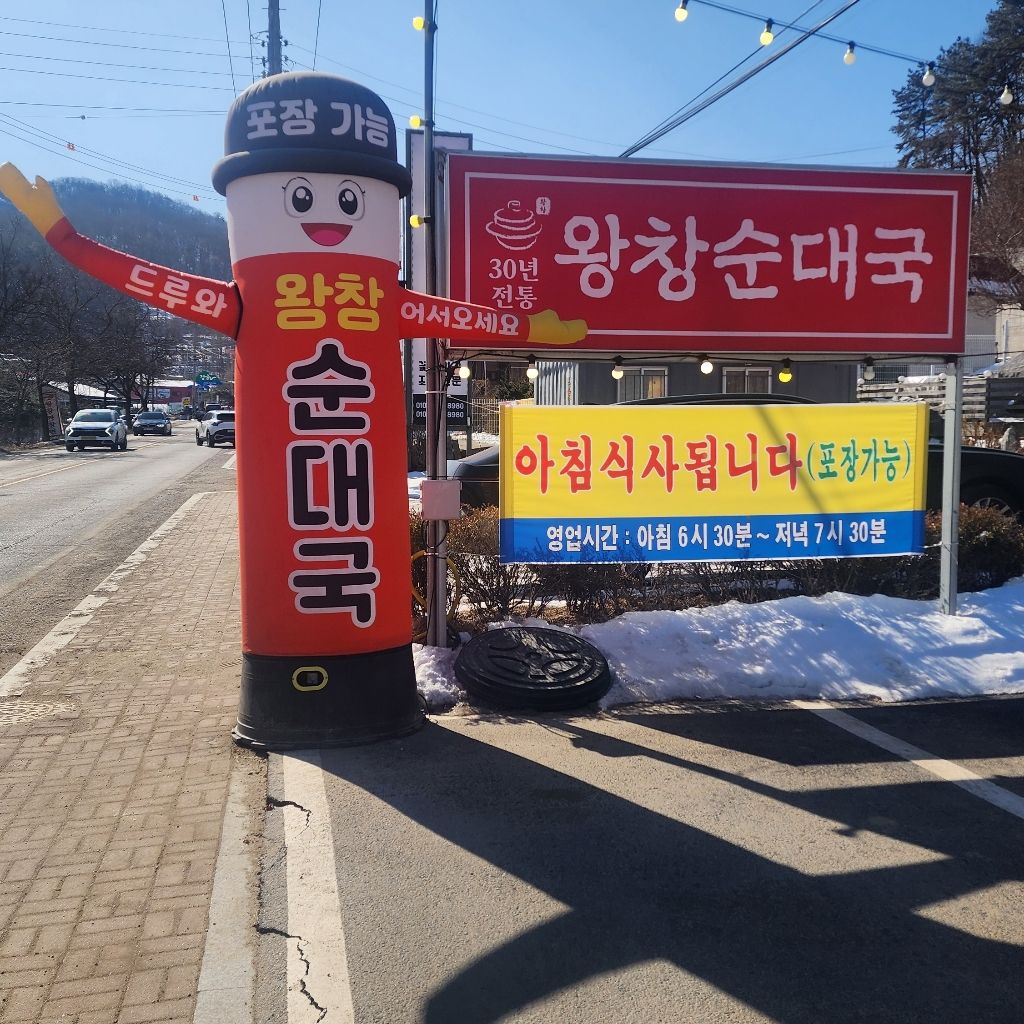 포장 가능
드루와
왕창
어서오세요
순대국
30년
전통
왕창순대국
아침식사됩니다(포장가능)
영업시간 : 아침 6시 30분 ~ 저녁 7시 30분